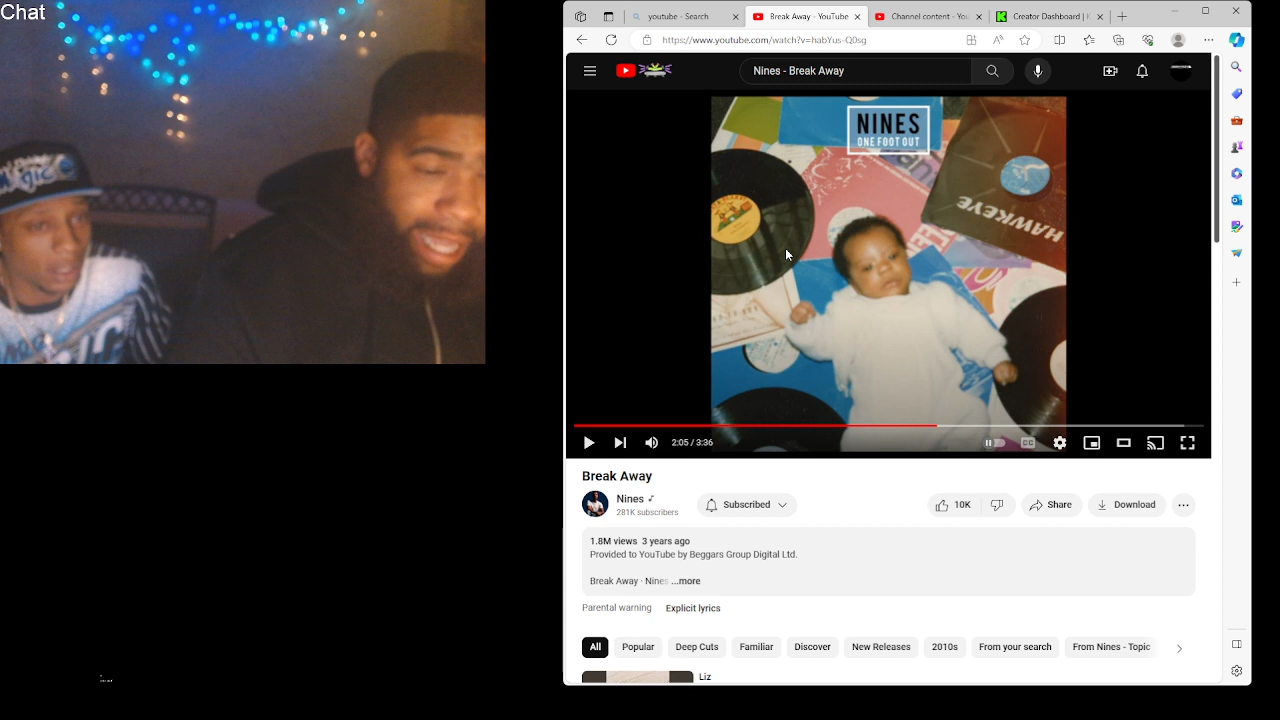 Chat
youtube - Search
Break Away - YouTube
Channel content - You
Creator Dashboard | K
https://www.youtube.com/watch?v=habYus-Q0sg
Nines - Break Away
NINES
ONE FOOT OUT
HAWKEYE
Magic
2:05 / 3:36
CC
Break Away
Nines
281K subscribers
Subscribed
10K
Share
Download
1.8M views 3 years ago
Provided to YouTube by Beggars Group Digital Ltd.
Break Away · Nines ...more
Parental warning
Explicit lyrics
All
Popular
Deep Cuts
Familiar
Discover
New Releases
2010s
From your search
From Nines - Topic
Liz